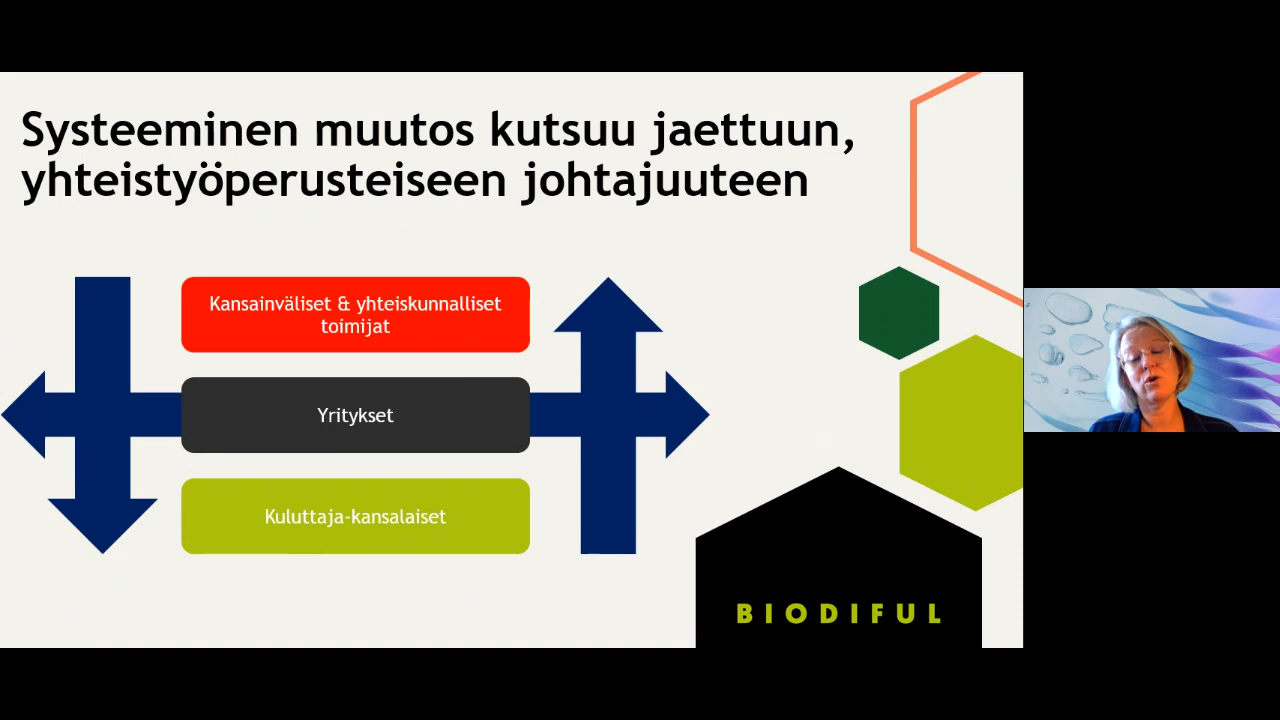 Systeeminen muutos kutsuu jaettuun,
yhteistyöperusteiseen johtajuuteen
Kansainväliset & yhteiskunnalliset
toimijat
Yritykset
Kuluttaja-kansalaiset
BIODIFUL